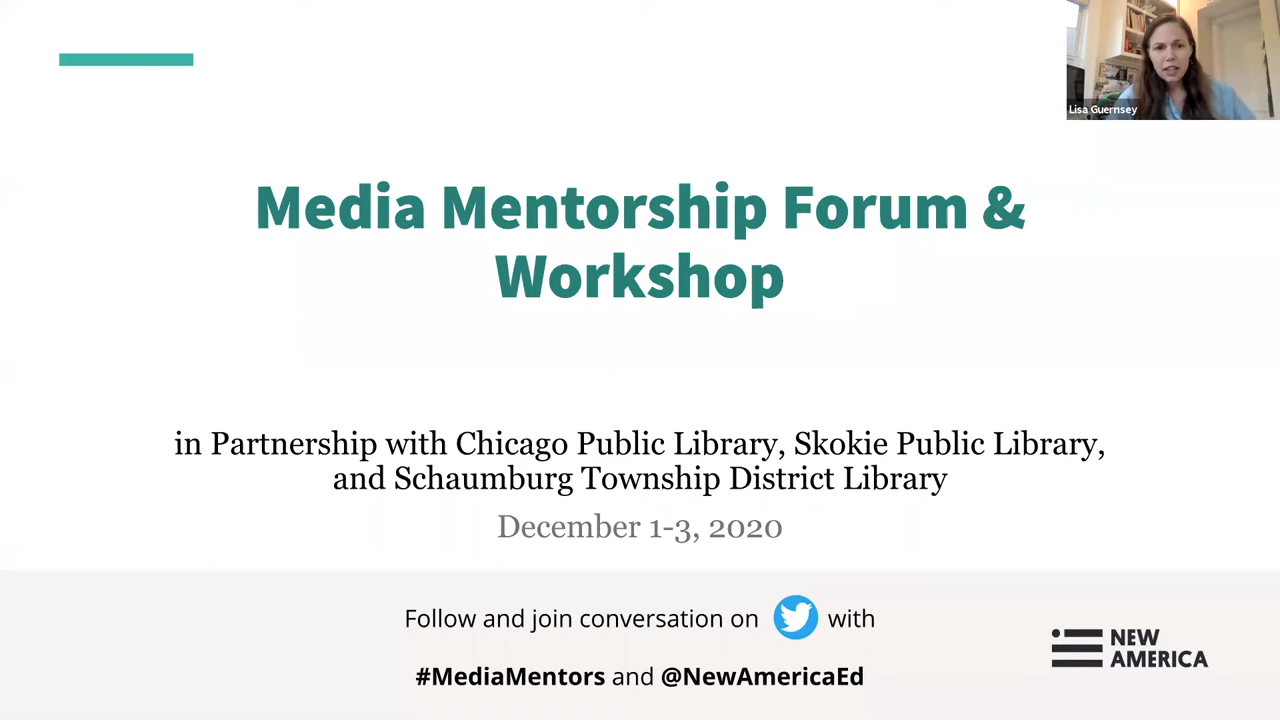 Lisa Guernsey
Media Mentorship Forum &
Workshop
in Partnership with Chicago Public Library, Skokie Public Library,
and Schaumburg Township District Library
December 1-3, 2020
Follow and join conversation on with
#MediaMentors and @NewAmericaEd
NEW
AMERICA